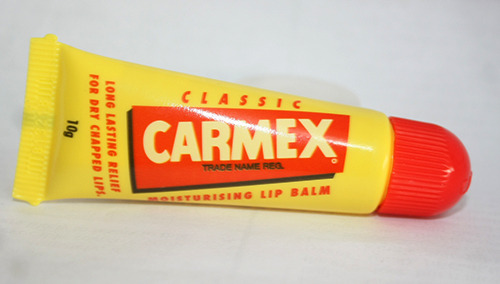 CLASSIC
CARMEX
TRADE NAME REG.
MOISTURISING LIP BALM
LONG LASTING RELIEF
FOR DRY CHAPPED LIPS.
10g